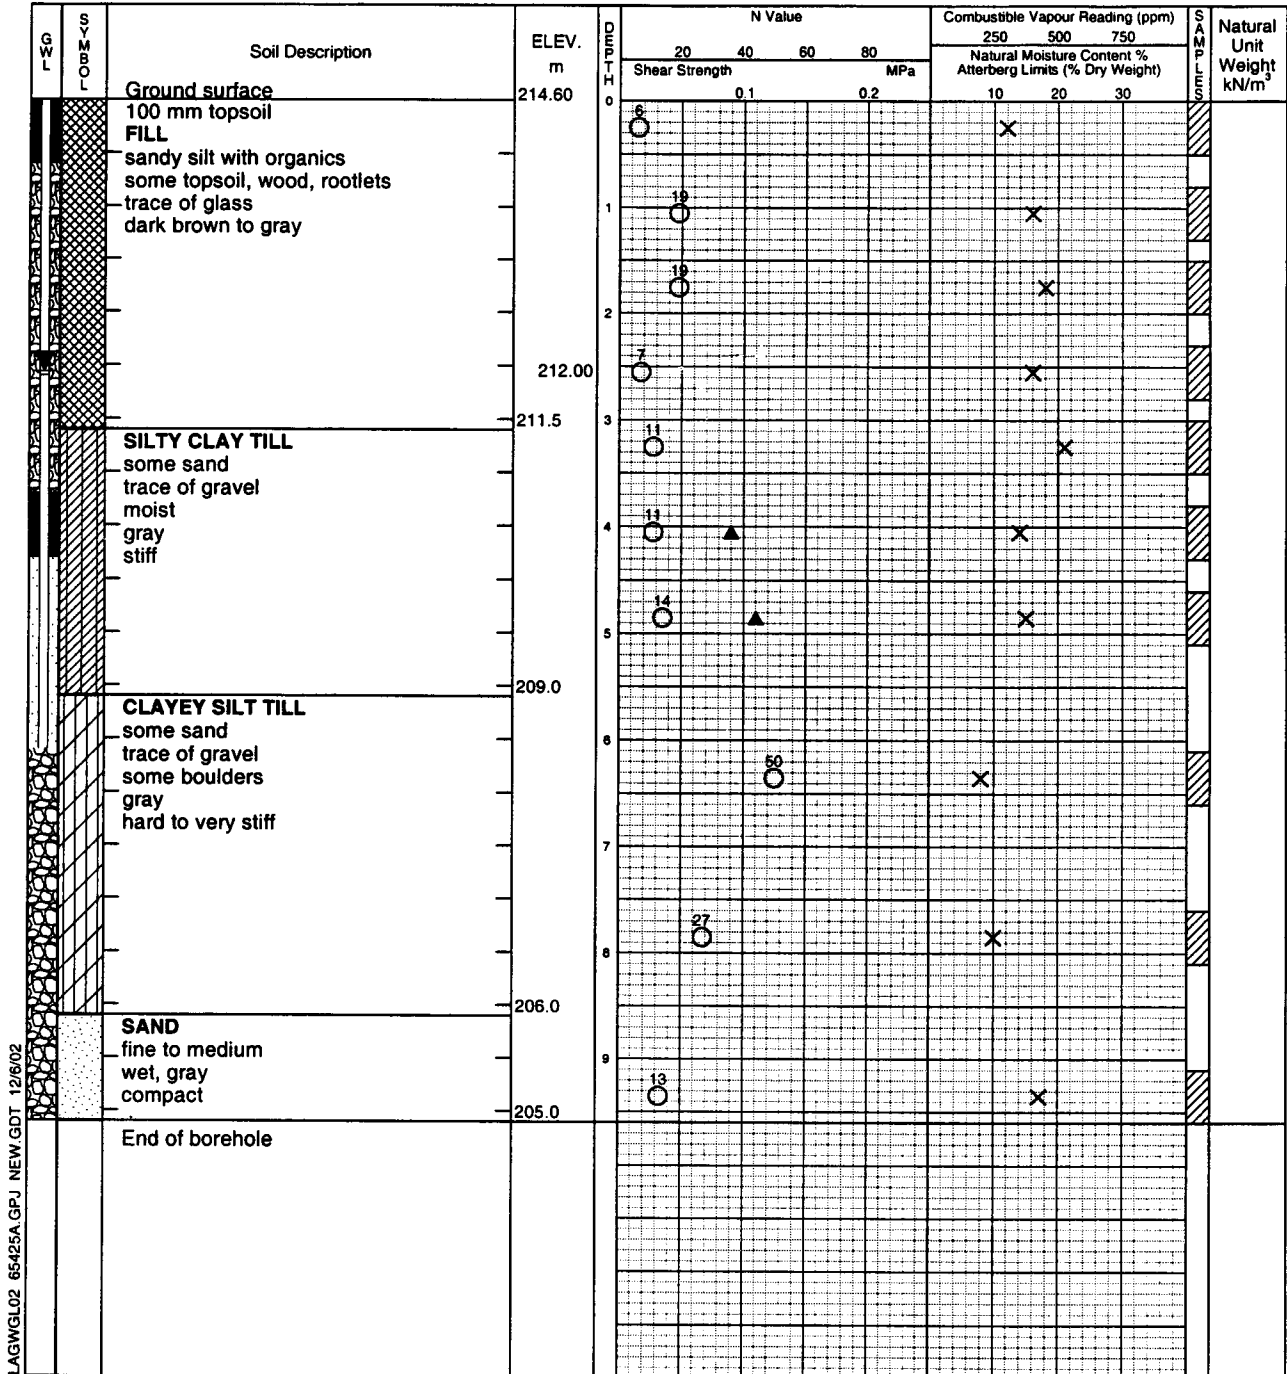 GWL
SYMBOL
Soil Description
ELEV.
m
DEPTH
N Value
20 40 60 80
Shear Strength MPa
0.1 0.2
Combustible Vapour Reading (ppm)
250 500 750
Natural Moisture Content %
Atterberg Limits (% Dry Weight)
10 20 30
SAMPLES
Natural
Unit
Weight
kN/m³
Ground surface
214.60
0
100 mm topsoil
6
FILL
sandy silt with organics
some topsoil, wood, rootlets
trace of glass
19
1
dark brown to gray
19
2
7
212.00
3
211.5
SILTY CLAY TILL
11
some sand
trace of gravel
moist
11
gray
4
stiff
14
5
209.0
CLAYEY SILT TILL
some sand
6
trace of gravel
50
some boulders
gray
hard to very stiff
7
27
8
206.0
SAND
fine to medium
9
wet, gray
13
compact
205.0
End of borehole
LAGWGL02 65425A.GPJ NEW.GDT 12/6/02